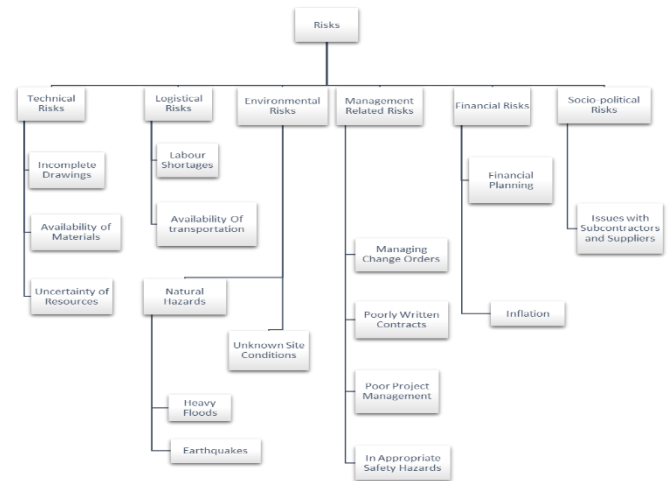 Risks
Technical
Risks
Logistical
Risks
Environmental
Risks
Management
Related Risks
Financial Risks
Socio-political
Risks
Incomplete
Drawings
Availability of
Materials
Uncertainty of
Resources
Labour
Shortages
Availability Of
transportation
Natural
Hazards
Heavy
Floods
Earthquakes
Unknown Site
Conditions
Managing
Change Orders
Poorly Written
Contracts
Poor Project
Management
In Appropriate
Safety Hazards
Financial
Planning
Inflation
Issues with
Subcontractors
and Suppliers